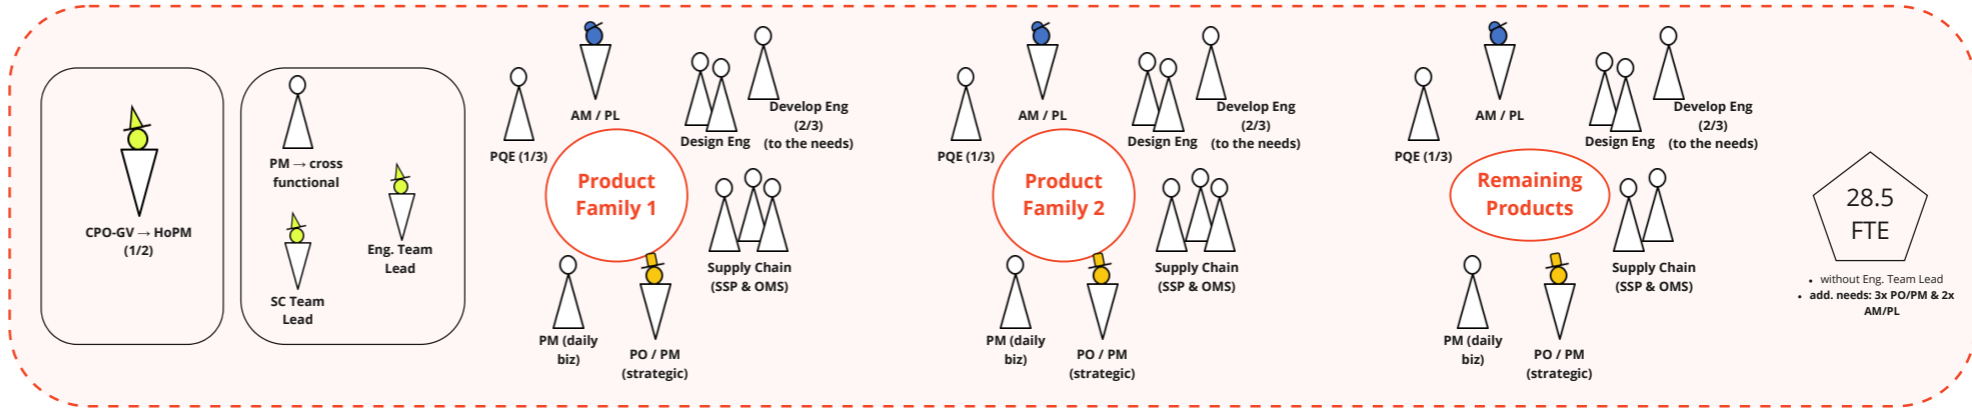 CPO-GV → HoPM
(1/2)
PM → cross
functional
SC Team
Lead
Eng. Team
Lead
PQE (1/3)
AM / PL
Design Eng
Develop Eng
(2/3)
(to the needs)
Product
Family 1
Supply Chain
(SSP & OMS)
PM (daily
biz)
PO / PM
(strategic)
PQE (1/3)
AM / PL
Design Eng
Develop Eng
(2/3)
(to the needs)
Product
Family 2
Supply Chain
(SSP & OMS)
PM (daily
biz)
PO / PM
(strategic)
PQE (1/3)
AM / PL
Design Eng
Develop Eng
(2/3)
(to the needs)
Remaining
Products
Supply Chain
(SSP & OMS)
PM (daily
biz)
PO / PM
(strategic)
28.5
FTE
• without Eng. Team Lead
• add. needs: 3x PO/PM & 2x
AM/PL